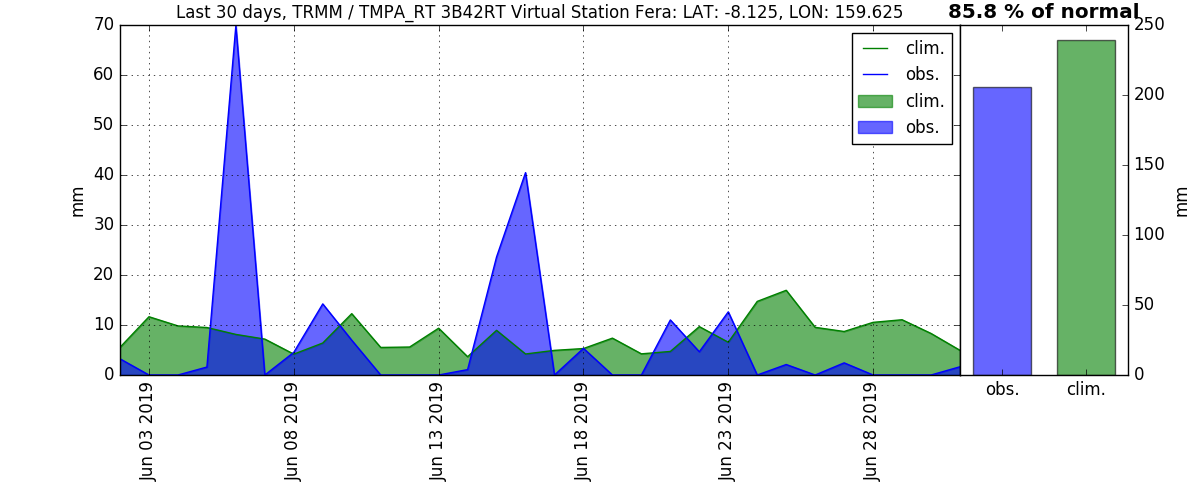 Last 30 days, TRMM / TMPA_RT 3B42RT Virtual Station Fera: LAT: -8.125, LON: 159.625
85.8 % of normal
70
60
50
40
30
20
10
0
mm
clim.
obs.
clim.
obs.
Jun 03 2019
Jun 08 2019
Jun 13 2019
Jun 18 2019
Jun 23 2019
Jun 28 2019
250
200
150
100
50
0
mm
obs.
clim.